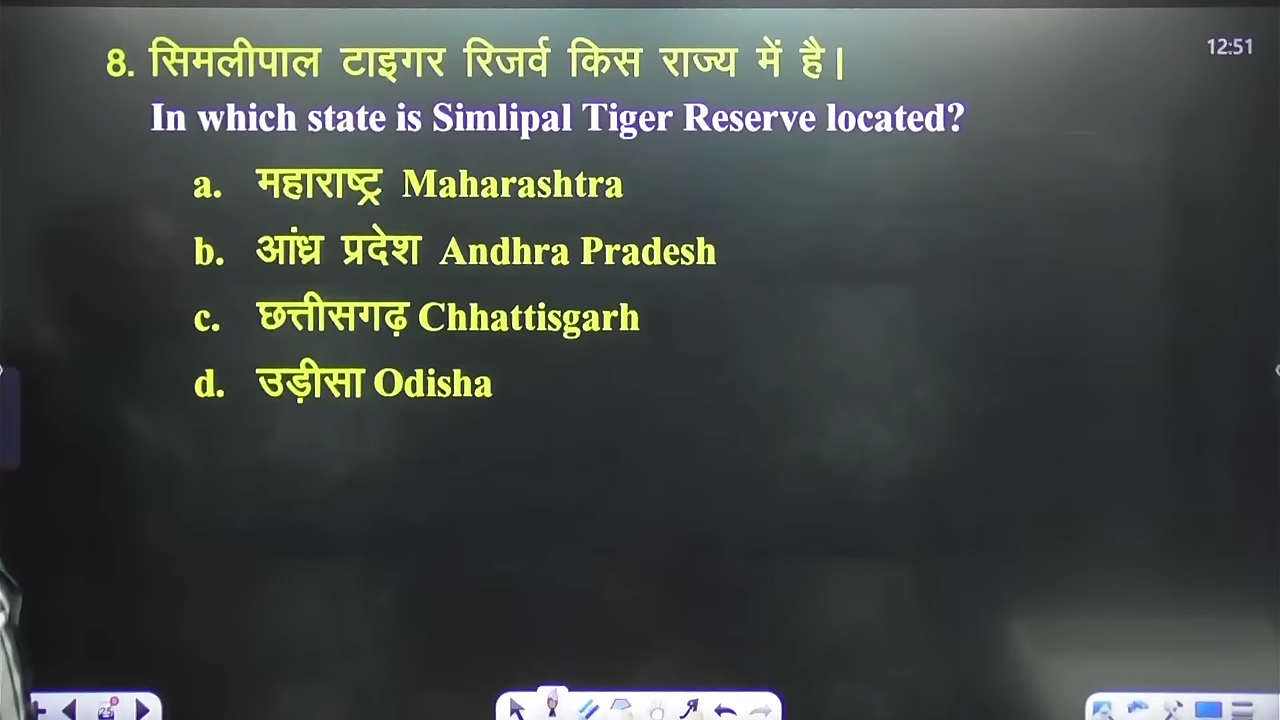 12:51
8. सिमलीपाल टाइगर रिजर्व किस राज्य में है।
In which state is Simlipal Tiger Reserve located?
a. महाराष्ट्र Maharashtra
b. आंध्र प्रदेश Andhra Pradesh
c. छत्तीसगढ़ Chhattisgarh
d. उड़ीसा Odisha